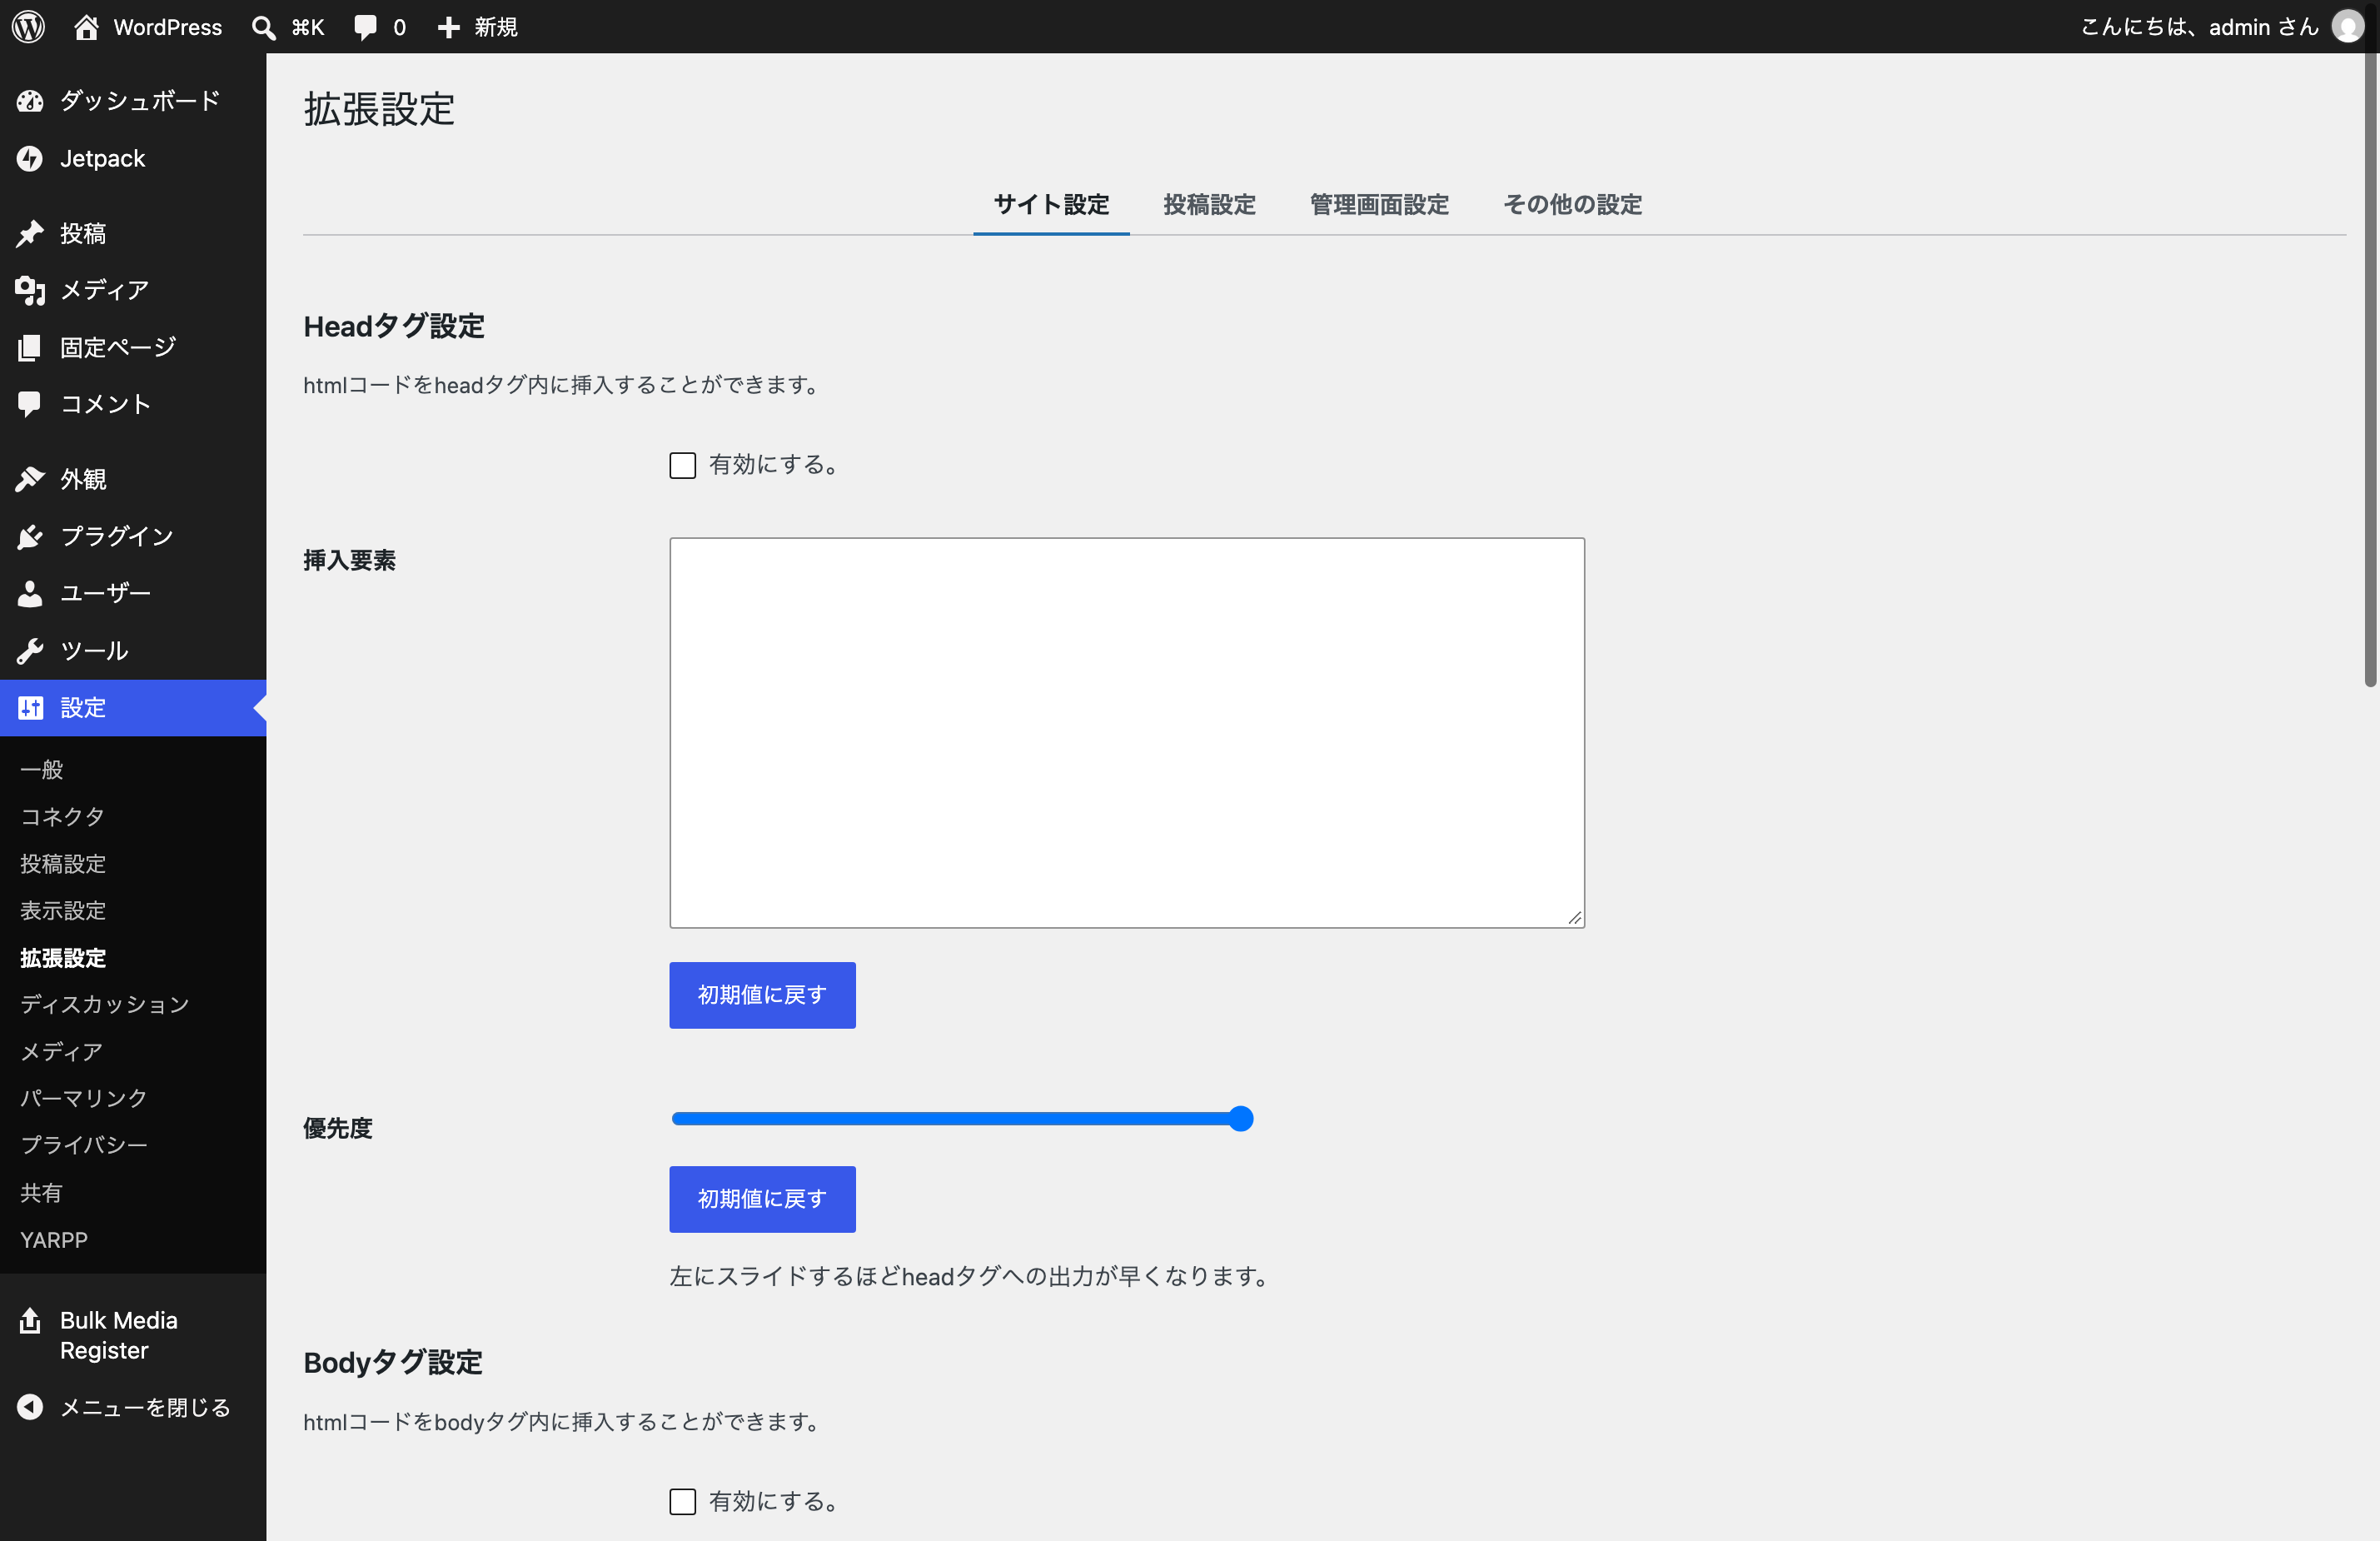 WordPress ⌘K 0 新規 こんにちは、admin さん
ダッシュボード
Jetpack
投稿
メディア
固定ページ
コメント
外観
プラグイン
ユーザー
ツール
設定
一般
コネクタ
投稿設定
表示設定
拡張設定
ディスカッション
メディア
パーマリンク
プライバシー
共有
YARPP
Bulk Media
Register
メニューを閉じる
拡張設定
サイト設定 投稿設定 管理画面設定 その他の設定
Headタグ設定
htmlコードをheadタグ内に挿入することができます。
有効にする。
挿入要素
初期値に戻す
優先度
初期値に戻す
左にスライドするほどheadタグへの出力が早くなります。
Bodyタグ設定
htmlコードをbodyタグ内に挿入することができます。
有効にする。